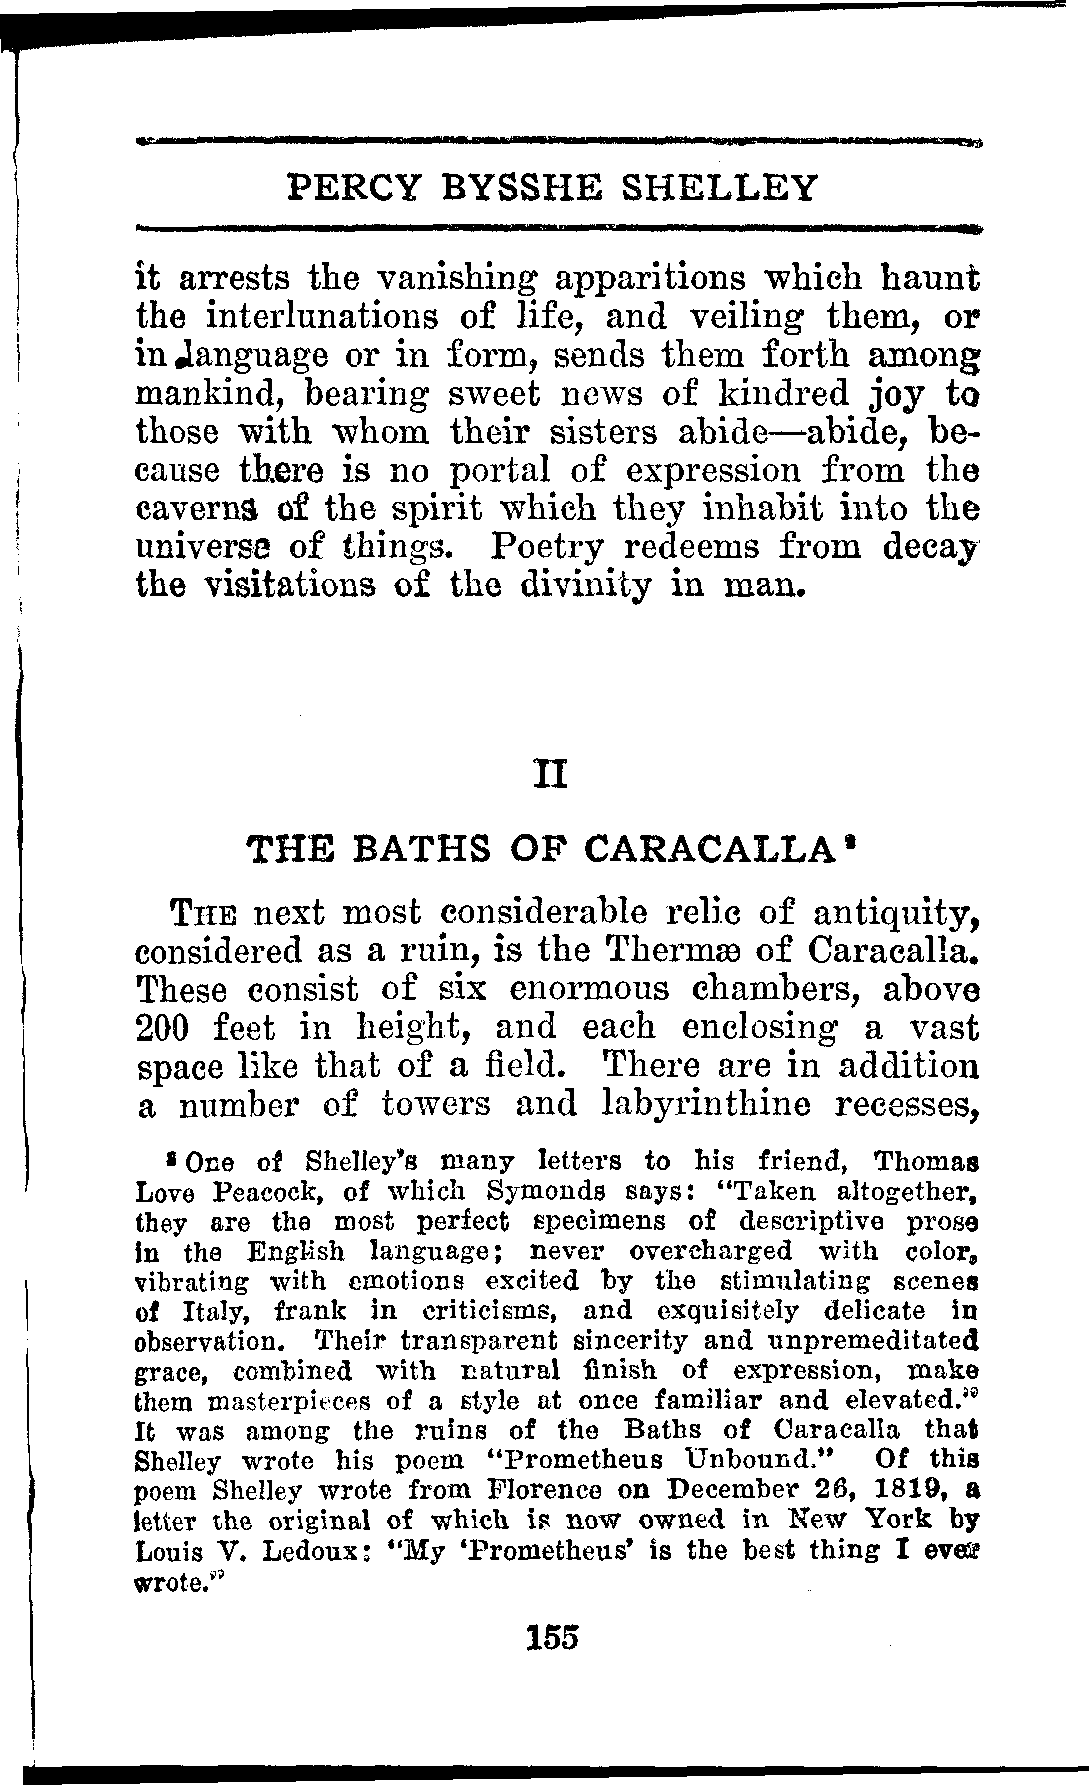 PERCY BYSSHE SHELLEY
it arrests the vanishing apparitions which haunt
the interlunations of life, and veiling them, or
in language or in form, sends them forth among
mankind, bearing sweet news of kindred joy to
those with whom their sisters abide—abide, be-
cause there is no portal of expression from the
caverns of the spirit which they inhabit into the
universe of things. Poetry redeems from decay
the visitations of the divinity in man.
II
THE BATHS OF CARACALLA⁸
THE next most considerable relic of antiquity,
considered as a ruin, is the Thermæ of Caracalla.
These consist of six enormous chambers, above
200 feet in height, and each enclosing a vast
space like that of a field. There are in addition
a number of towers and labyrinthine recesses,
⁸ One of Shelley's many letters to his friend, Thomas
Love Peacock, of which Symonds says: "Taken altogether,
they are the most perfect specimens of descriptive prose
in the English language; never overcharged with color,
vibrating with emotions excited by the stimulating scenes
of Italy, frank in criticisms, and exquisitely delicate in
observation. Their transparent sincerity and unpremeditated
grace, combined with natural finish of expression, make
them masterpieces of a style at once familiar and elevated."
It was among the ruins of the Baths of Caracalla that
Shelley wrote his poem "Prometheus Unbound." Of this
poem Shelley wrote from Florence on December 26, 1819, a
letter the original of which is now owned in New York by
Louis V. Ledoux: "My 'Prometheus' is the best thing I ever
wrote."
155